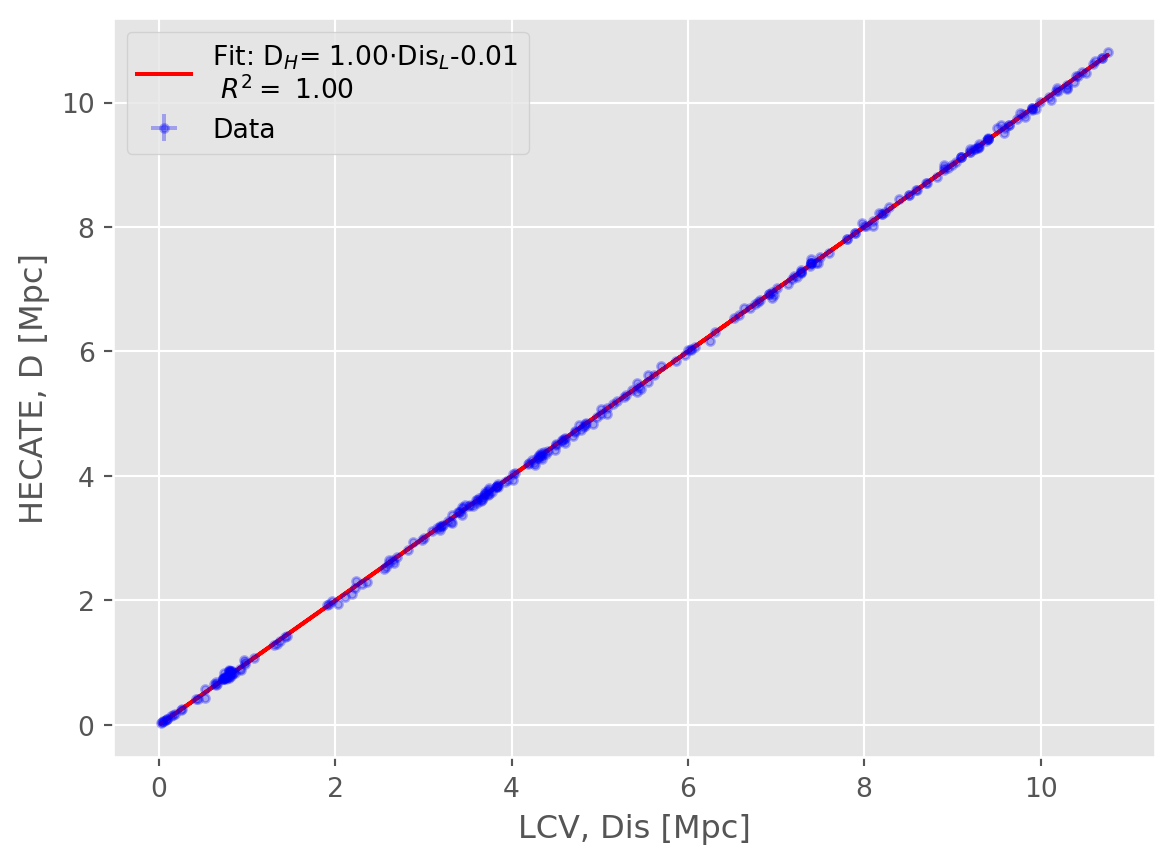 Fit: D_H= 1.00·Dis_L-0.01
R² = 1.00
Data
10
8
6
4
2
0
HECATE, D [Mpc]
0 2 4 6 8 10
LCV, Dis [Mpc]